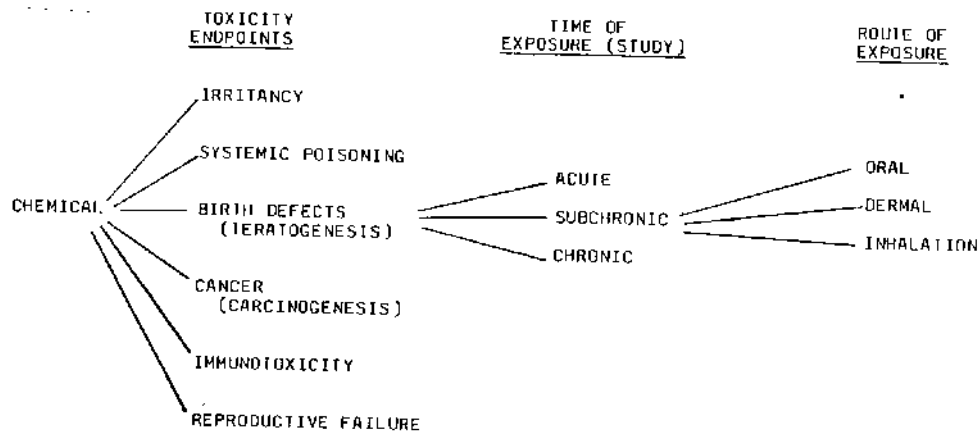 TOXICITY
ENDPOINTS
TIME OF
EXPOSURE (STUDY)
ROUTE OF
EXPOSURE
IRRITANCY
SYSTEMIC POISONING
CHEMICAL
BIRTH DEFECTS
(TERATOGENESIS)
CANCER
(CARCINOGENESIS)
IMMUNOTOXICITY
REPRODUCTIVE FAILURE
ACUTE
SUBCHRONIC
CHRONIC
ORAL
DERMAL
INHALATION